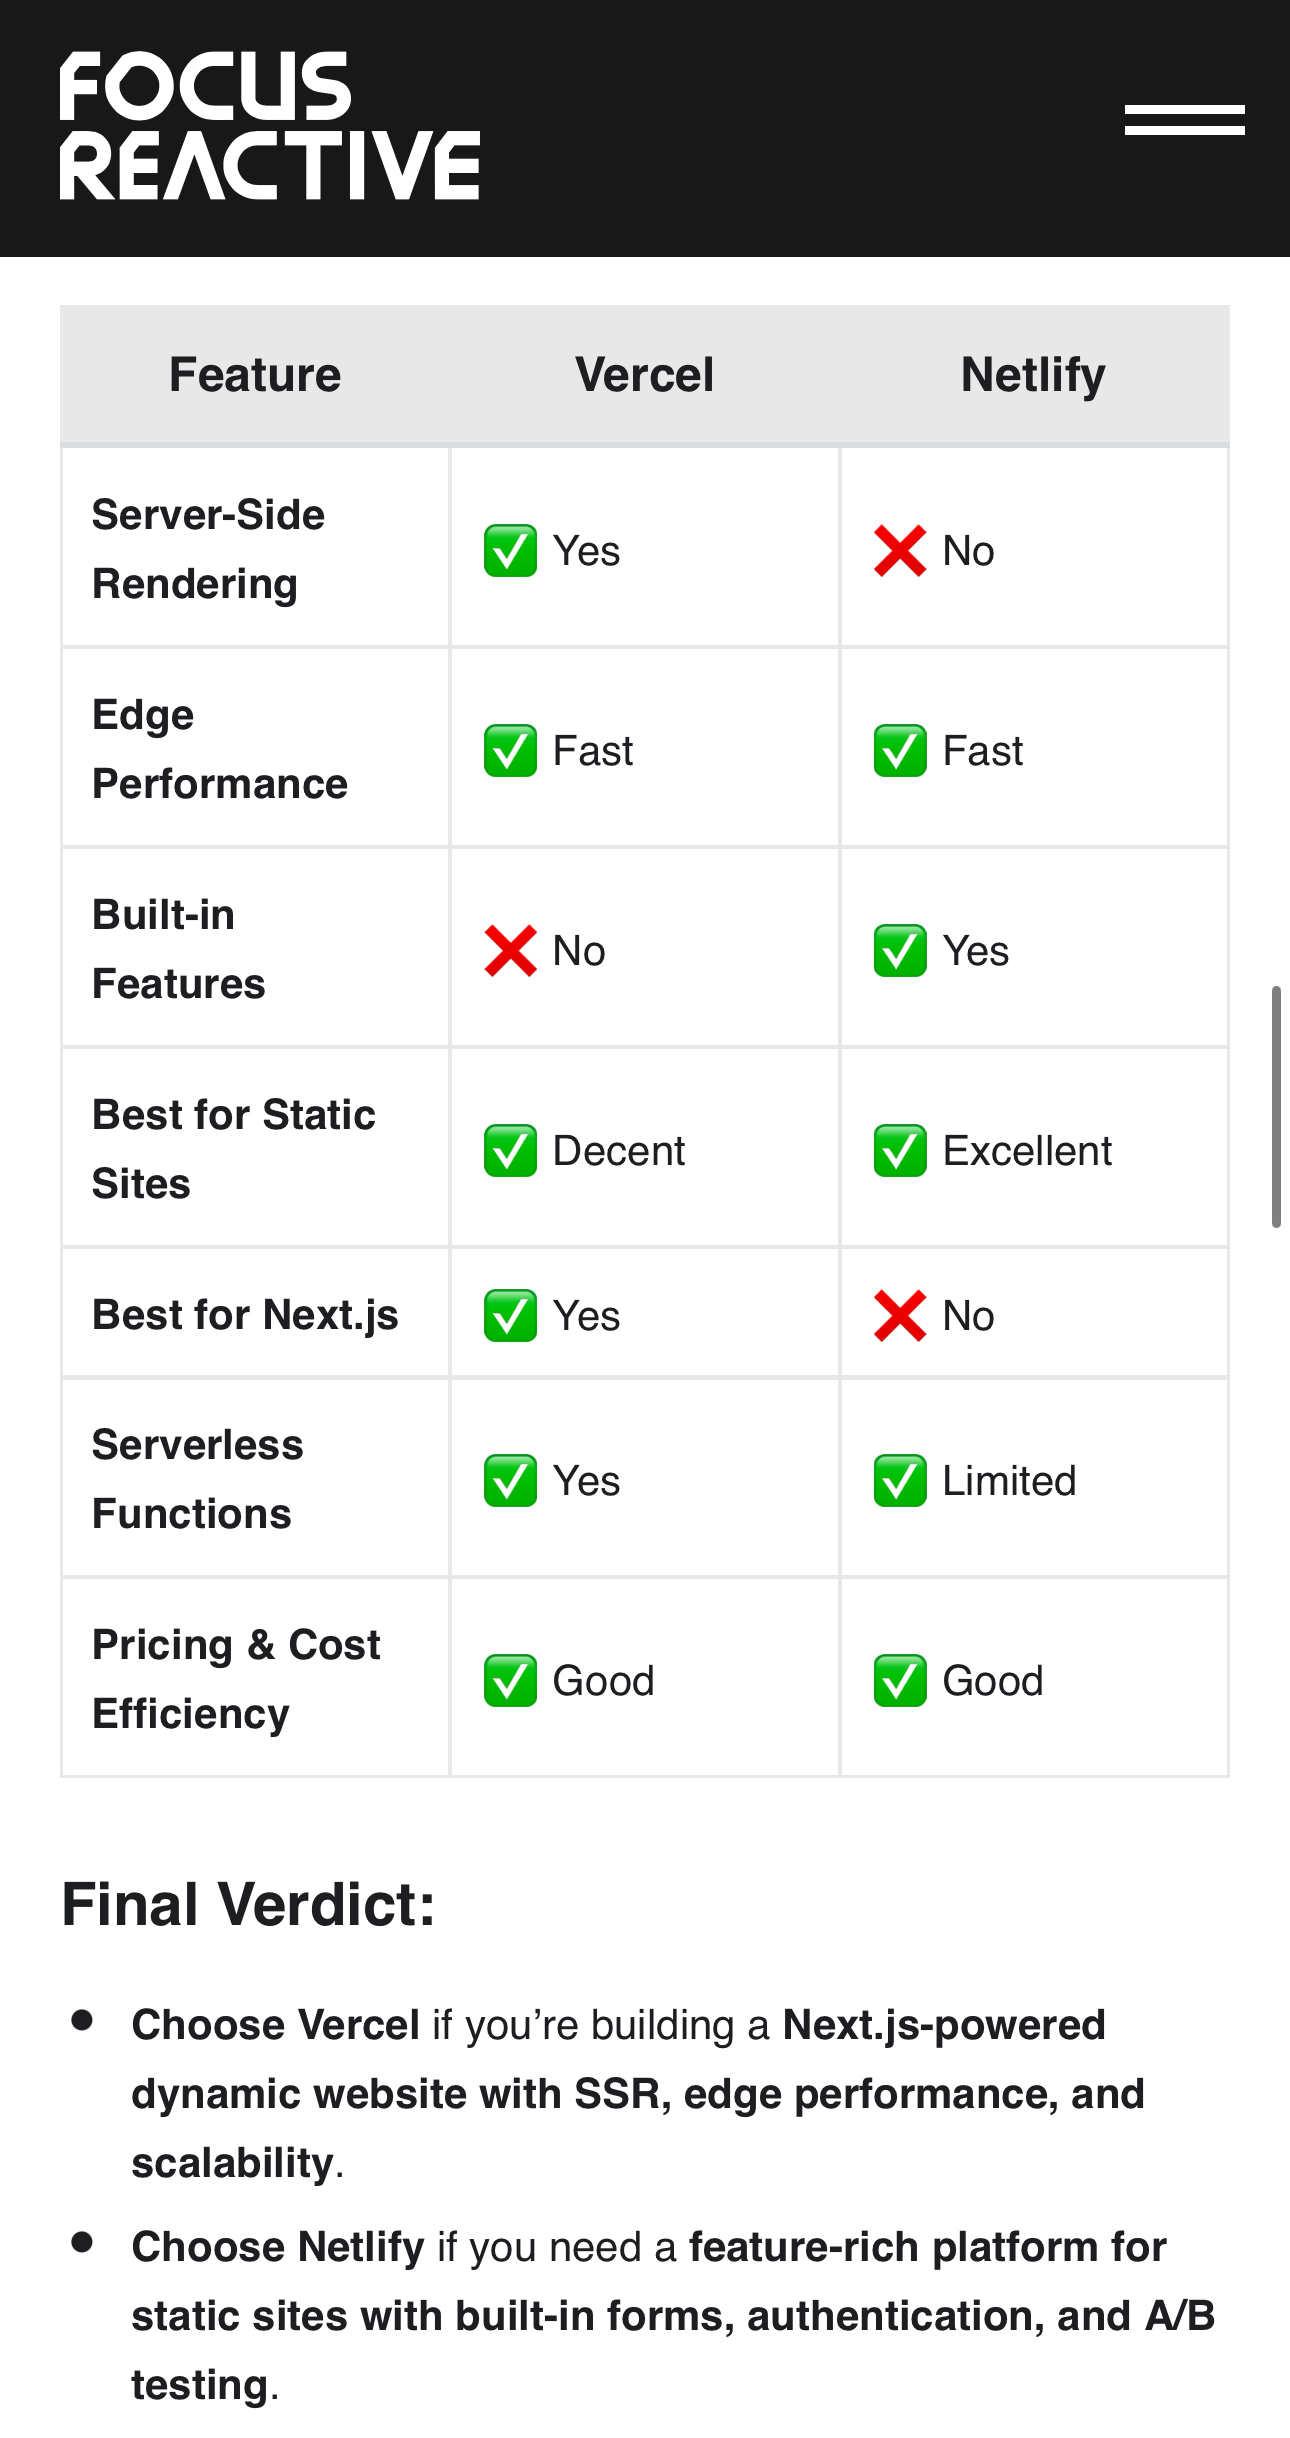 FOCUS
REACTIVE
Feature Vercel Netlify
Server-Side
Rendering
✅ Yes
❌ No
Edge
Performance
✅ Fast
✅ Fast
Built-in
Features
❌ No
✅ Yes
Best for Static
Sites
✅ Decent
✅ Excellent
Best for Next.js
✅ Yes
❌ No
Serverless
Functions
✅ Yes
✅ Limited
Pricing & Cost
Efficiency
✅ Good
✅ Good
Final Verdict:
• Choose Vercel if you’re building a Next.js-powered
dynamic website with SSR, edge performance, and
scalability.
• Choose Netlify if you need a feature-rich platform for
static sites with built-in forms, authentication, and A/B
testing.